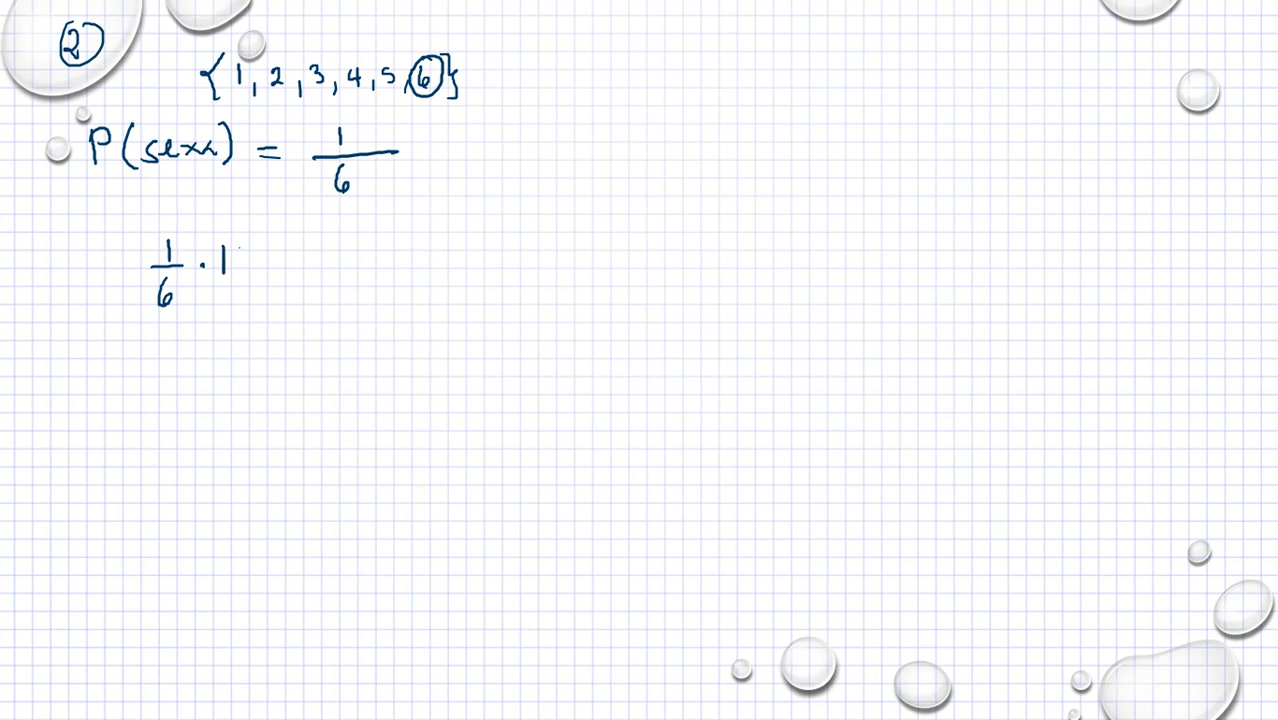 2
{1, 2, 3, 4, 5, 6}
P(sexa) = 1/6
1/6 · 1